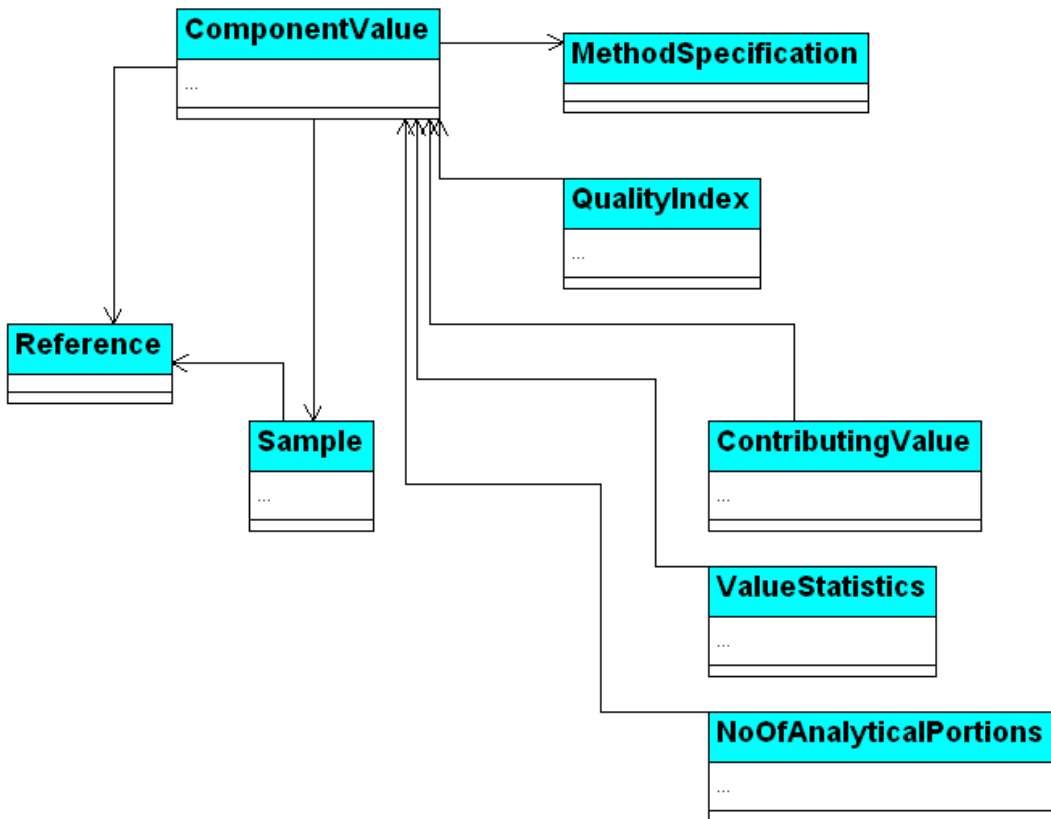 ComponentValue
...
MethodSpecification
QualityIndex
...
Reference
Sample
...
ContributingValue
...
ValueStatistics
...
NoOfAnalyticalPortions
...